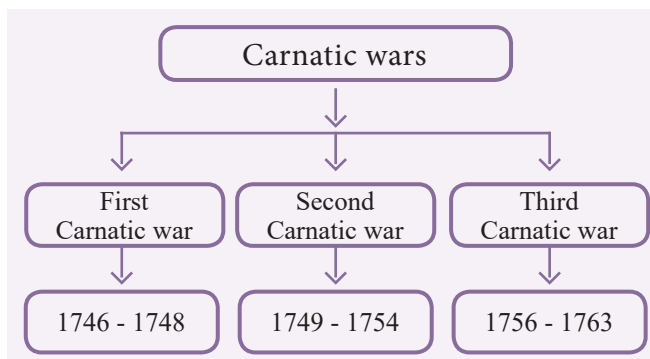 Carnatic wars
First
Carnatic war
Second
Carnatic war
Third
Carnatic war
1746 - 1748
1749 - 1754
1756 - 1763